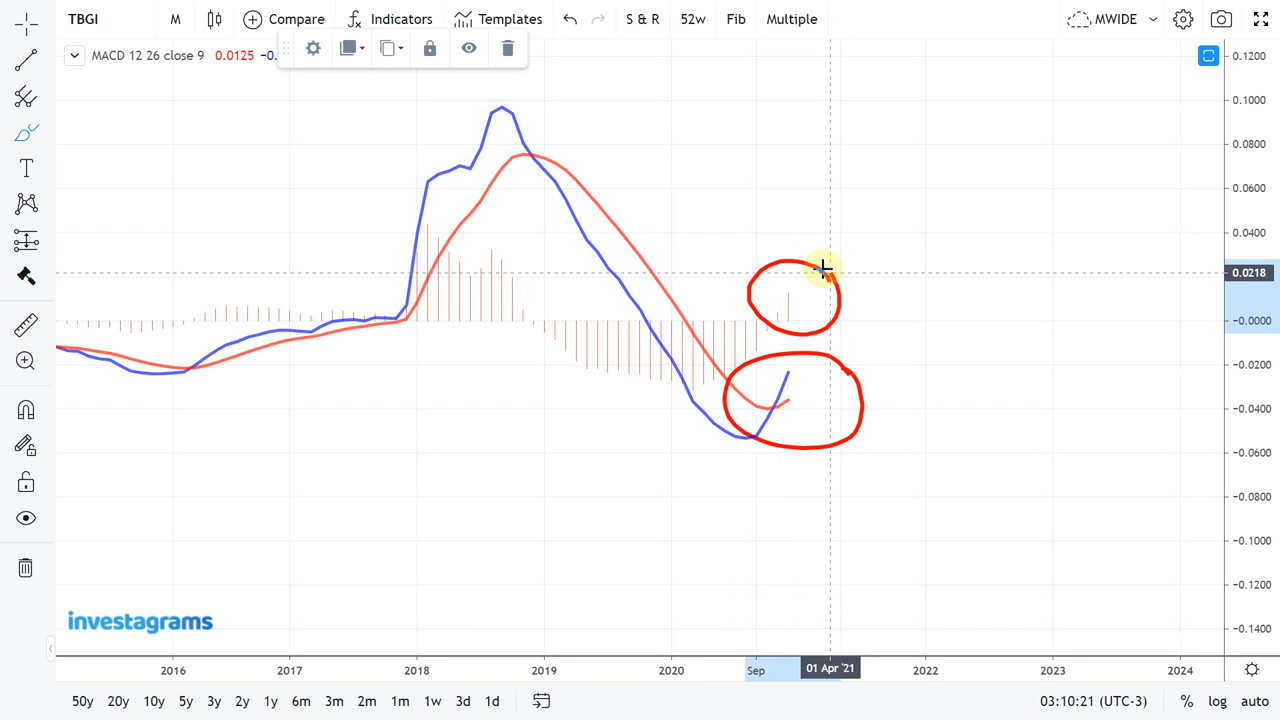 TBGI M Compare Indicators Templates S & R 52w Fib Multiple MWIDE
MACD 12 26 close 9 0.0125 −0.
0.1200
0.1000
0.0800
0.0600
0.0400
0.0218
−0.0000
−0.0200
−0.0400
−0.0600
−0.0800
−0.1000
−0.1200
−0.1400
investagrams
2016 2017 2018 2019 2020 Sep 01 Apr '21 2022 2023 2024
50y 20y 10y 5y 3y 2y 1y 6m 3m 2m 1m 1w 3d 1d 03:10:21 (UTC-3) % log auto